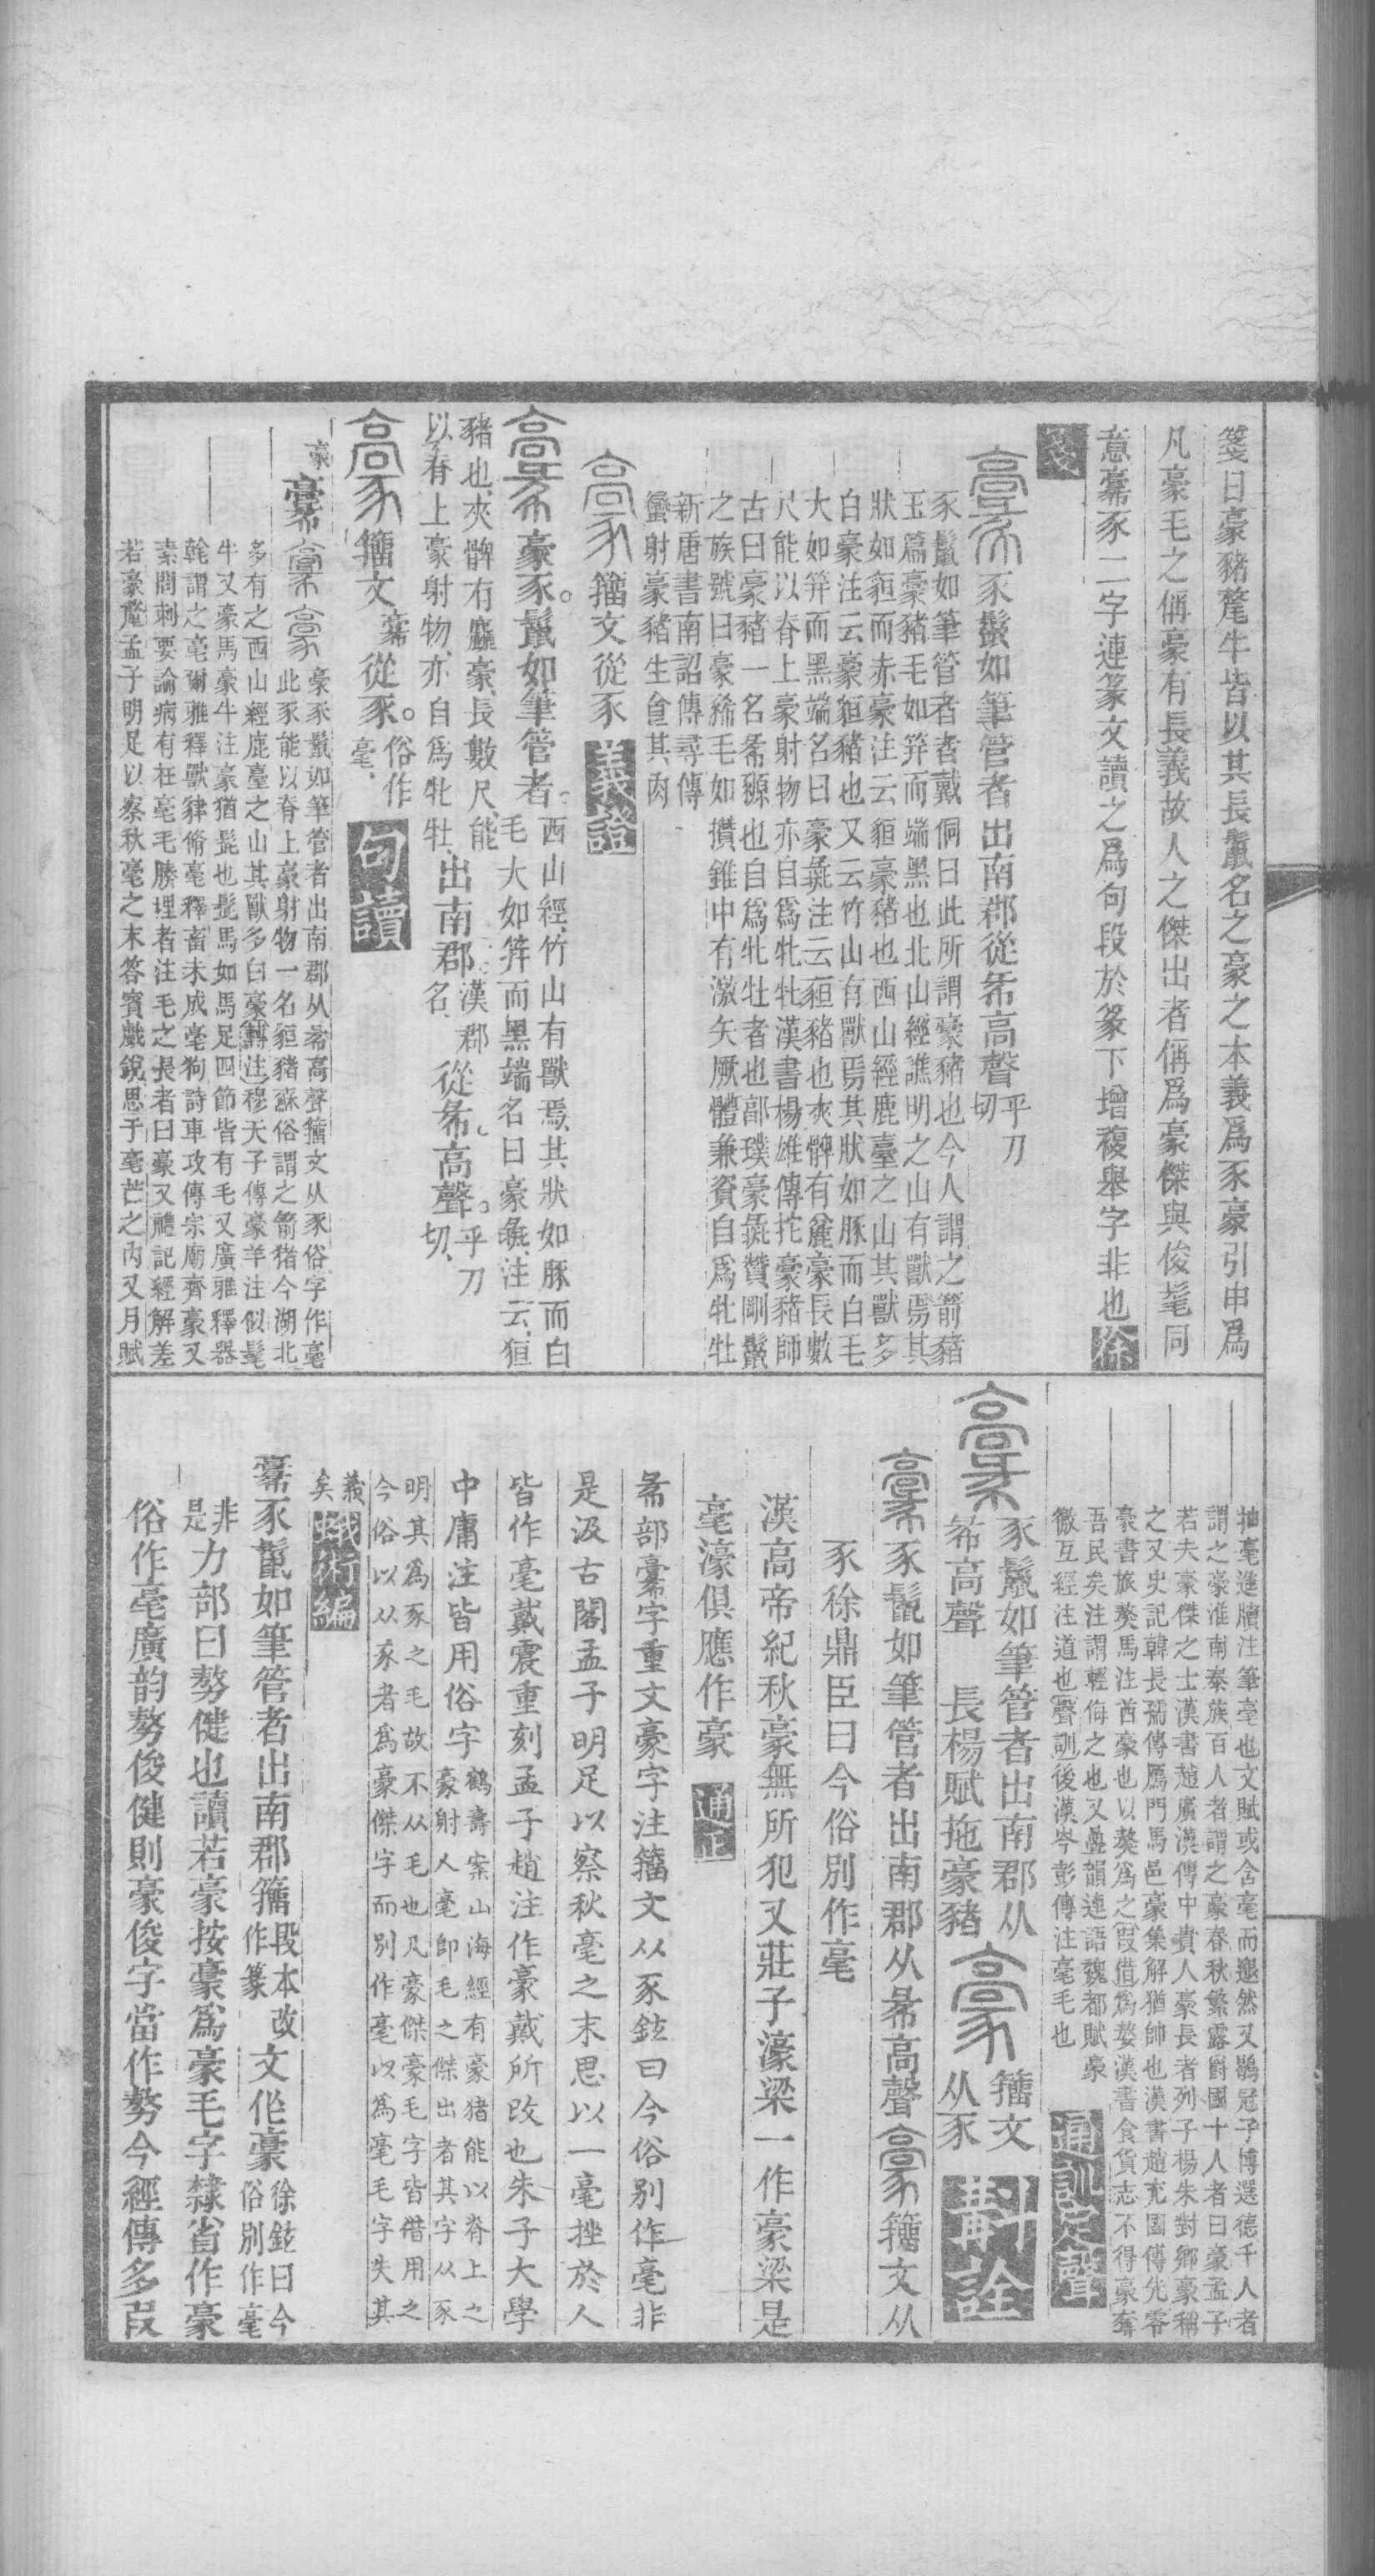 箋曰豪豬氂牛皆以其長鬣名之豪之本義爲豕豪引申爲
凡豪毛之偁豪有長義故人之傑出者偁爲豪傑與俊髦同
意豪豕二字連篆文讀之爲句段於篆下增複舉字非也徐
箋
豕鬣如筆管者出南郡從㣇高聲乎刀切
豕鬣如筆管者者戴侗曰此所謂豪豬也今人謂之箭豬
玉篇豪豬毛如笄而端黑也北山經譙明之山有獸焉其
狀如貆而赤豪注云貆豪豬也西山經鹿臺之山其獸多
白豪注云豪貆豬也又云竹山有獸焉其狀如豚而白毛
大如笄而黑端名曰豪彘注云貆豬也夾髀有麤豪長數
尺能以脊上豪射物亦自爲牝牡漢書楊雄傳拕豪豬師
古曰豪豬一名㣇豲也自爲牝牡者也郭璞豪彘贊剛鬣
之族號曰豪豨毛如攢錐中有激矢厥體兼資自爲牝牡
新唐書南詔傳尋傳
蠻射豪豬生食其肉
籒文從豕義證
豪豕鬣如筆管者西山經竹山有獸焉其狀如豚而白
毛大如笄而黑端名曰豪彘注云貆
豬也夾髀有麤豪長數尺能
以脊上豪射物亦自爲牝牡出南郡漢郡名從㣇高聲乎刀切
籒文從豕俗作毫句讀
豪豕鬣如筆管者出南郡从㣇高聲籒文从豕俗字作毫
此豕能以脊上豪射物一名貆豬蘇俗謂之箭猪今湖北
多有之西山經鹿臺之山其獸多白豪轉注穆天子傳豪羊注似髦
牛又豪馬豪牛注豪猶髭也髭馬如馬足四節皆有毛又廣雅釋器
䩭謂之毫爾雅釋獸貄脩毫釋畜未成毫狗詩車攻傳宗廟齊豪又
素問刺要論病有在毫毛腠理者注毛之長者曰豪又禮記經解差
若豪氂孟子明足以察秋毫之末答賓戲銳思于毫芒之内又月賦
抽毫進牘注筆毫也文賦或含毫而邈然又鶡冠子博選德千人者
謂之豪淮南泰族百人者謂之豪春秋繁露爵國十人者曰豪孟子
若夫豪傑之士漢書趙廣漢傳中貴人豪長者列子楊朱對鄉豪稱
之又史記韓長孺傳鴈門馬邑豪集解猶帥也漢書趙充國傳先零
豪書旅獒馬注酋豪也以獒爲之假借爲嫯漢書食貨志不得豪奪
吾民矣注謂輕侮之也又疊韻連語魏都賦豪
徼互經注道也聲訓後漢岑彭傳注毫毛也通訓定聲
豕鬣如筆管者出南郡从
㣇高聲 長楊賦拖豪豬籒文从豕斠詮
豕鬣如筆管者出南郡从㣇高聲籒文从
豕徐鼎臣曰今俗別作毫
漢高帝紀秋豪無所犯又莊子濠梁一作豪梁是
毫濠俱應作豪通正
㣇部字重文豪字注籒文从豕鉉曰今俗别作毫非
是汲古閣孟子明足以察秋毫之末思以一毫挫於人
皆作毫戴震重刻孟子趙注作豪戴所改也朱子大學
中庸注皆用俗字鶴壽案山海經有豪猪能以脊上之
豪射人毫卽毛之傑出者其字从豕
明其爲豕之毛故不从毛也凡豪傑豪毛字皆借用之
今俗以从豕者爲豪傑字而別作毫以爲毫毛字失其
義矣蛾術編
豕鬣如筆管者出南郡籒段本改作篆文作豪徐鉉曰今俗別作毫
非是力部曰勢健也讀若豪按豪爲豪毛字隸省作豪
俗作毫廣韵勢俊健則豪俊字當作勢今經傳多叚